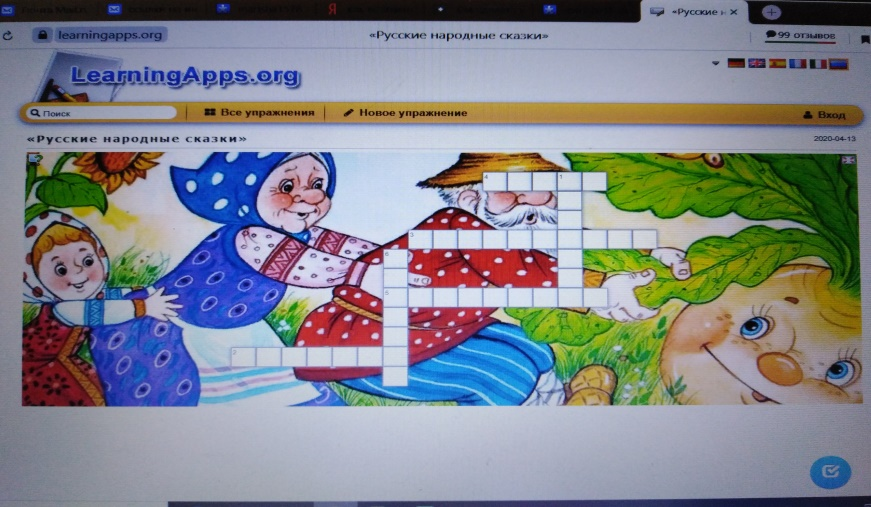 «Русские н
learningapps.org
«Русские народные сказки»
99 отзывов
LearningApps.org
Поиск
Все упражнения
Новое упражнение
Вход
«Русские народные сказки»
2020-04-13